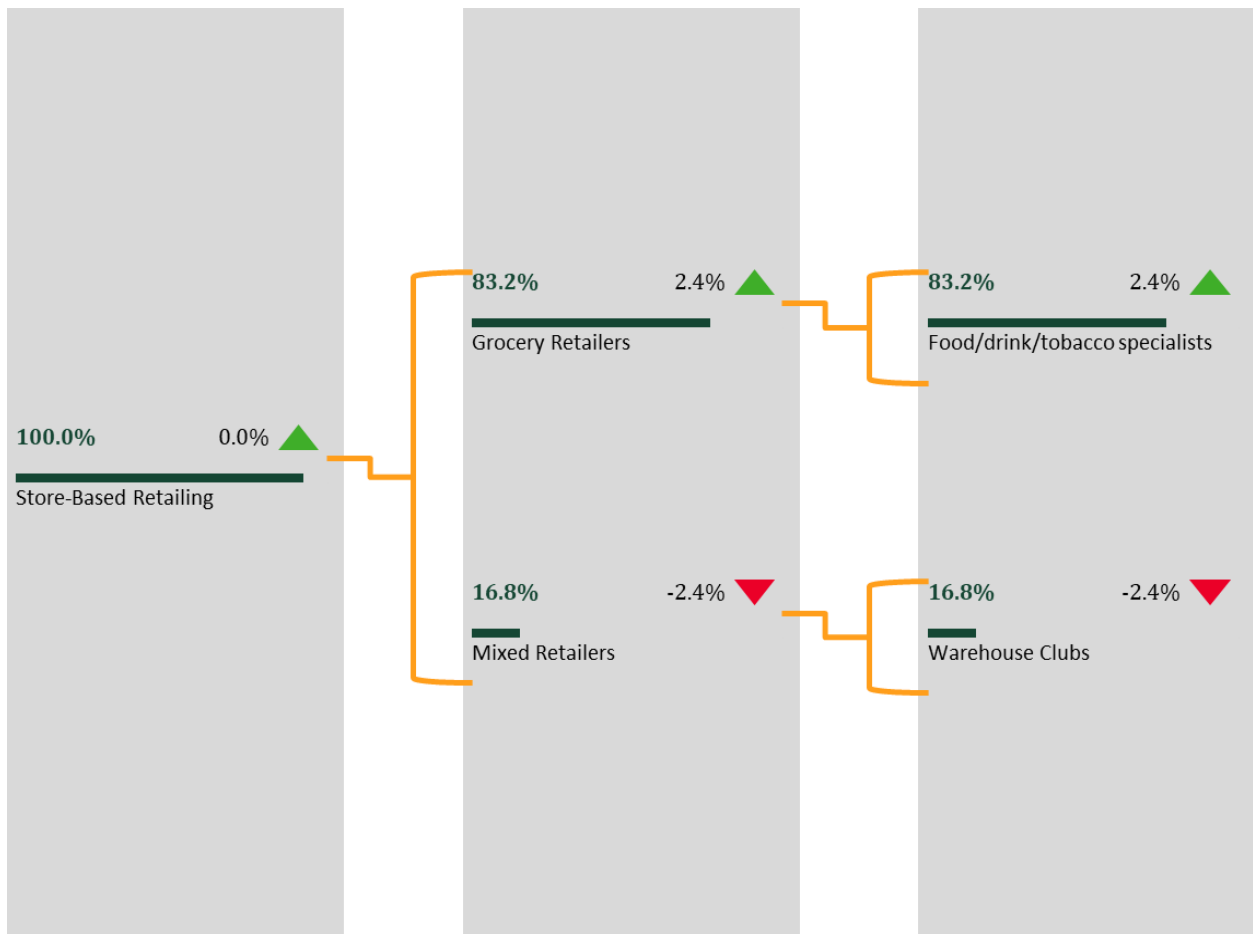 100.0% 0.0%
Store-Based Retailing
83.2% 2.4%
Grocery Retailers
16.8% -2.4%
Mixed Retailers
83.2% 2.4%
Food/drink/tobacco specialists
16.8% -2.4%
Warehouse Clubs